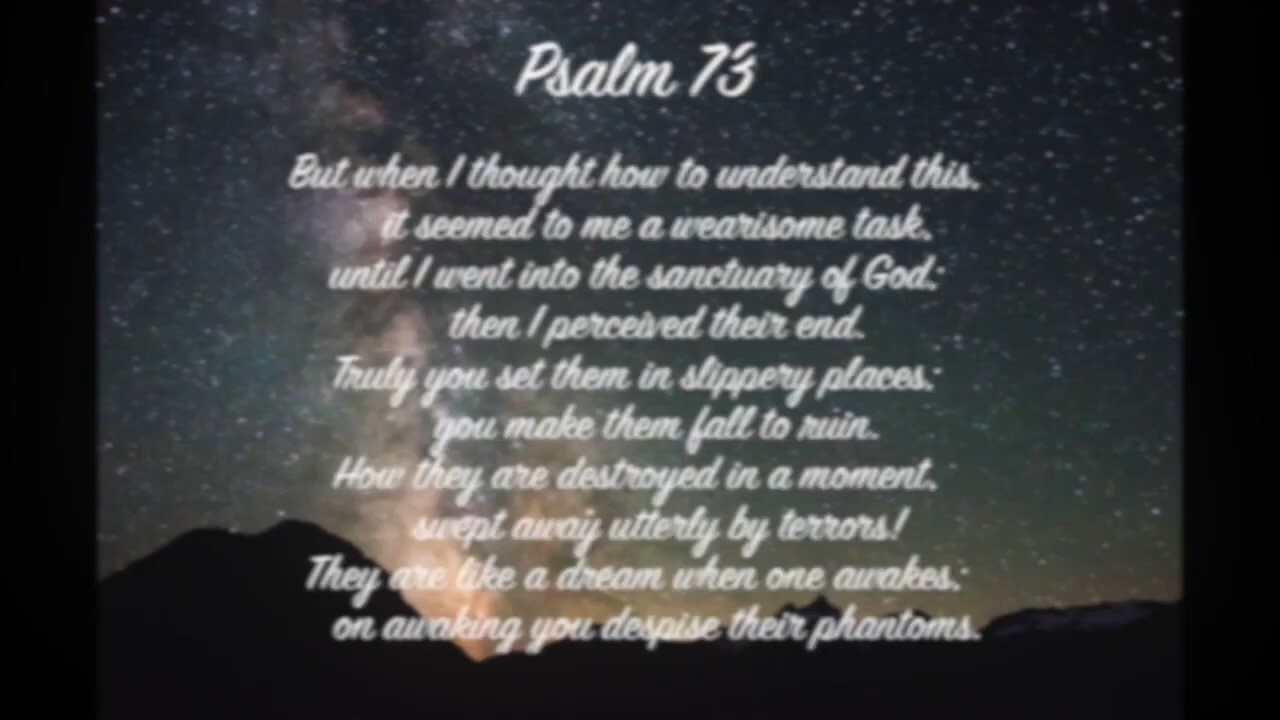 Psalm 73
But when I thought how to understand this,
it seemed to me a wearisome task,
until I went into the sanctuary of God;
then I perceived their end.
Truly you set them in slippery places;
you make them fall to ruin.
How they are destroyed in a moment,
swept away utterly by terrors!
They are like a dream when one awakes;
on awaking you despise their phantoms.